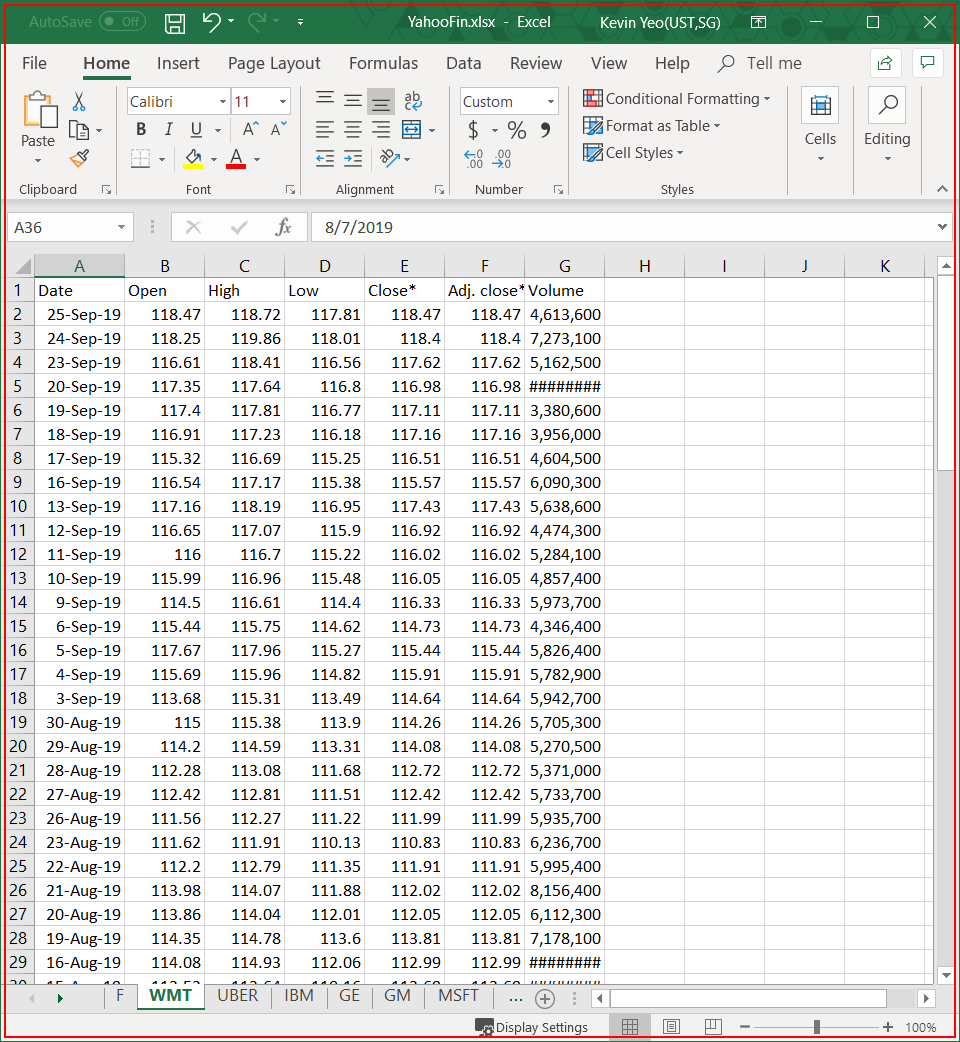 AutoSave Off YahooFin.xlsx - Excel Kevin Yeo(UST,SG)
File Home Insert Page Layout Formulas Data Review View Help Tell me
Paste
Clipboard
Calibri 11
B I U A A
A
Font
ab
Alignment
Custom
$ % ,
Number
Conditional Formatting
Format as Table
Cell Styles
Styles
Cells
Editing
A36 fx 8/7/2019
A B C D E F G H I J K
1 Date Open High Low Close* Adj. close* Volume
2 25-Sep-19 118.47 118.72 117.81 118.47 118.47 4,613,600
3 24-Sep-19 118.25 119.86 118.01 118.4 118.4 7,273,100
4 23-Sep-19 116.61 118.41 116.56 117.62 117.62 5,162,500
5 20-Sep-19 117.35 117.64 116.8 116.98 116.98 ########
6 19-Sep-19 117.4 117.81 116.77 117.11 117.11 3,380,600
7 18-Sep-19 116.91 117.23 116.18 117.16 117.16 3,956,000
8 17-Sep-19 115.32 116.69 115.25 116.51 116.51 4,604,500
9 16-Sep-19 116.54 117.17 115.38 115.57 115.57 6,090,300
10 13-Sep-19 117.16 118.19 116.95 117.43 117.43 5,638,600
11 12-Sep-19 116.65 117.07 115.9 116.92 116.92 4,474,300
12 11-Sep-19 116 116.7 115.22 116.02 116.02 5,284,100
13 10-Sep-19 115.99 116.96 115.48 116.05 116.05 4,857,400
14 9-Sep-19 114.5 116.61 114.4 116.33 116.33 5,973,700
15 6-Sep-19 115.44 115.75 114.62 114.73 114.73 4,346,400
16 5-Sep-19 117.67 117.96 115.27 115.44 115.44 5,826,400
17 4-Sep-19 115.69 115.96 114.82 115.91 115.91 5,782,900
18 3-Sep-19 113.68 115.31 113.49 114.64 114.64 5,942,700
19 30-Aug-19 115 115.38 113.9 114.26 114.26 5,705,300
20 29-Aug-19 114.2 114.59 113.31 114.08 114.08 5,270,500
21 28-Aug-19 112.28 113.08 111.68 112.72 112.72 5,371,000
22 27-Aug-19 112.42 112.81 111.51 112.42 112.42 5,733,700
23 26-Aug-19 111.56 112.27 111.22 111.99 111.99 5,935,700
24 23-Aug-19 111.62 111.91 110.13 110.83 110.83 6,236,700
25 22-Aug-19 112.2 112.79 111.35 111.91 111.91 5,995,400
26 21-Aug-19 113.98 114.07 111.88 112.02 112.02 8,156,400
27 20-Aug-19 113.86 114.04 112.01 112.05 112.05 6,112,300
28 19-Aug-19 114.35 114.78 113.6 113.81 113.81 7,178,100
29 16-Aug-19 114.08 114.93 112.06 112.99 112.99 ########
F WMT UBER IBM GE GM MSFT ...
Display Settings 100%